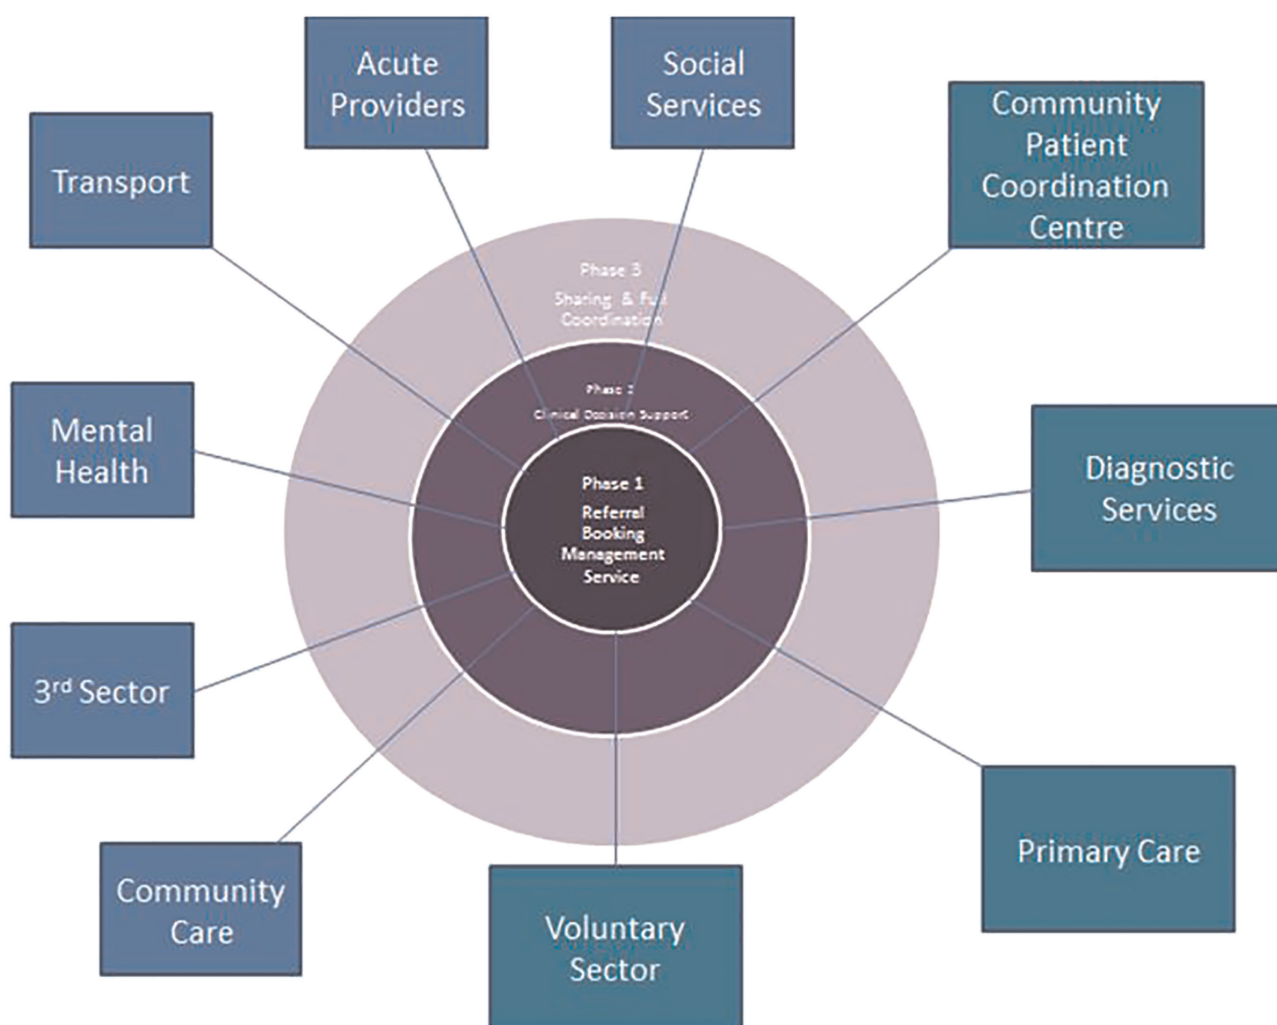 Acute
Providers
Social
Services
Community
Patient
Coordination
Centre
Transport
Phase 3
Sharing & Full
Coordination
Mental
Health
Phase 2
Clinical Decision Support
Phase 1
Referral
Booking
Management
Service
Diagnostic
Services
3rd Sector
Primary Care
Community
Care
Voluntary
Sector